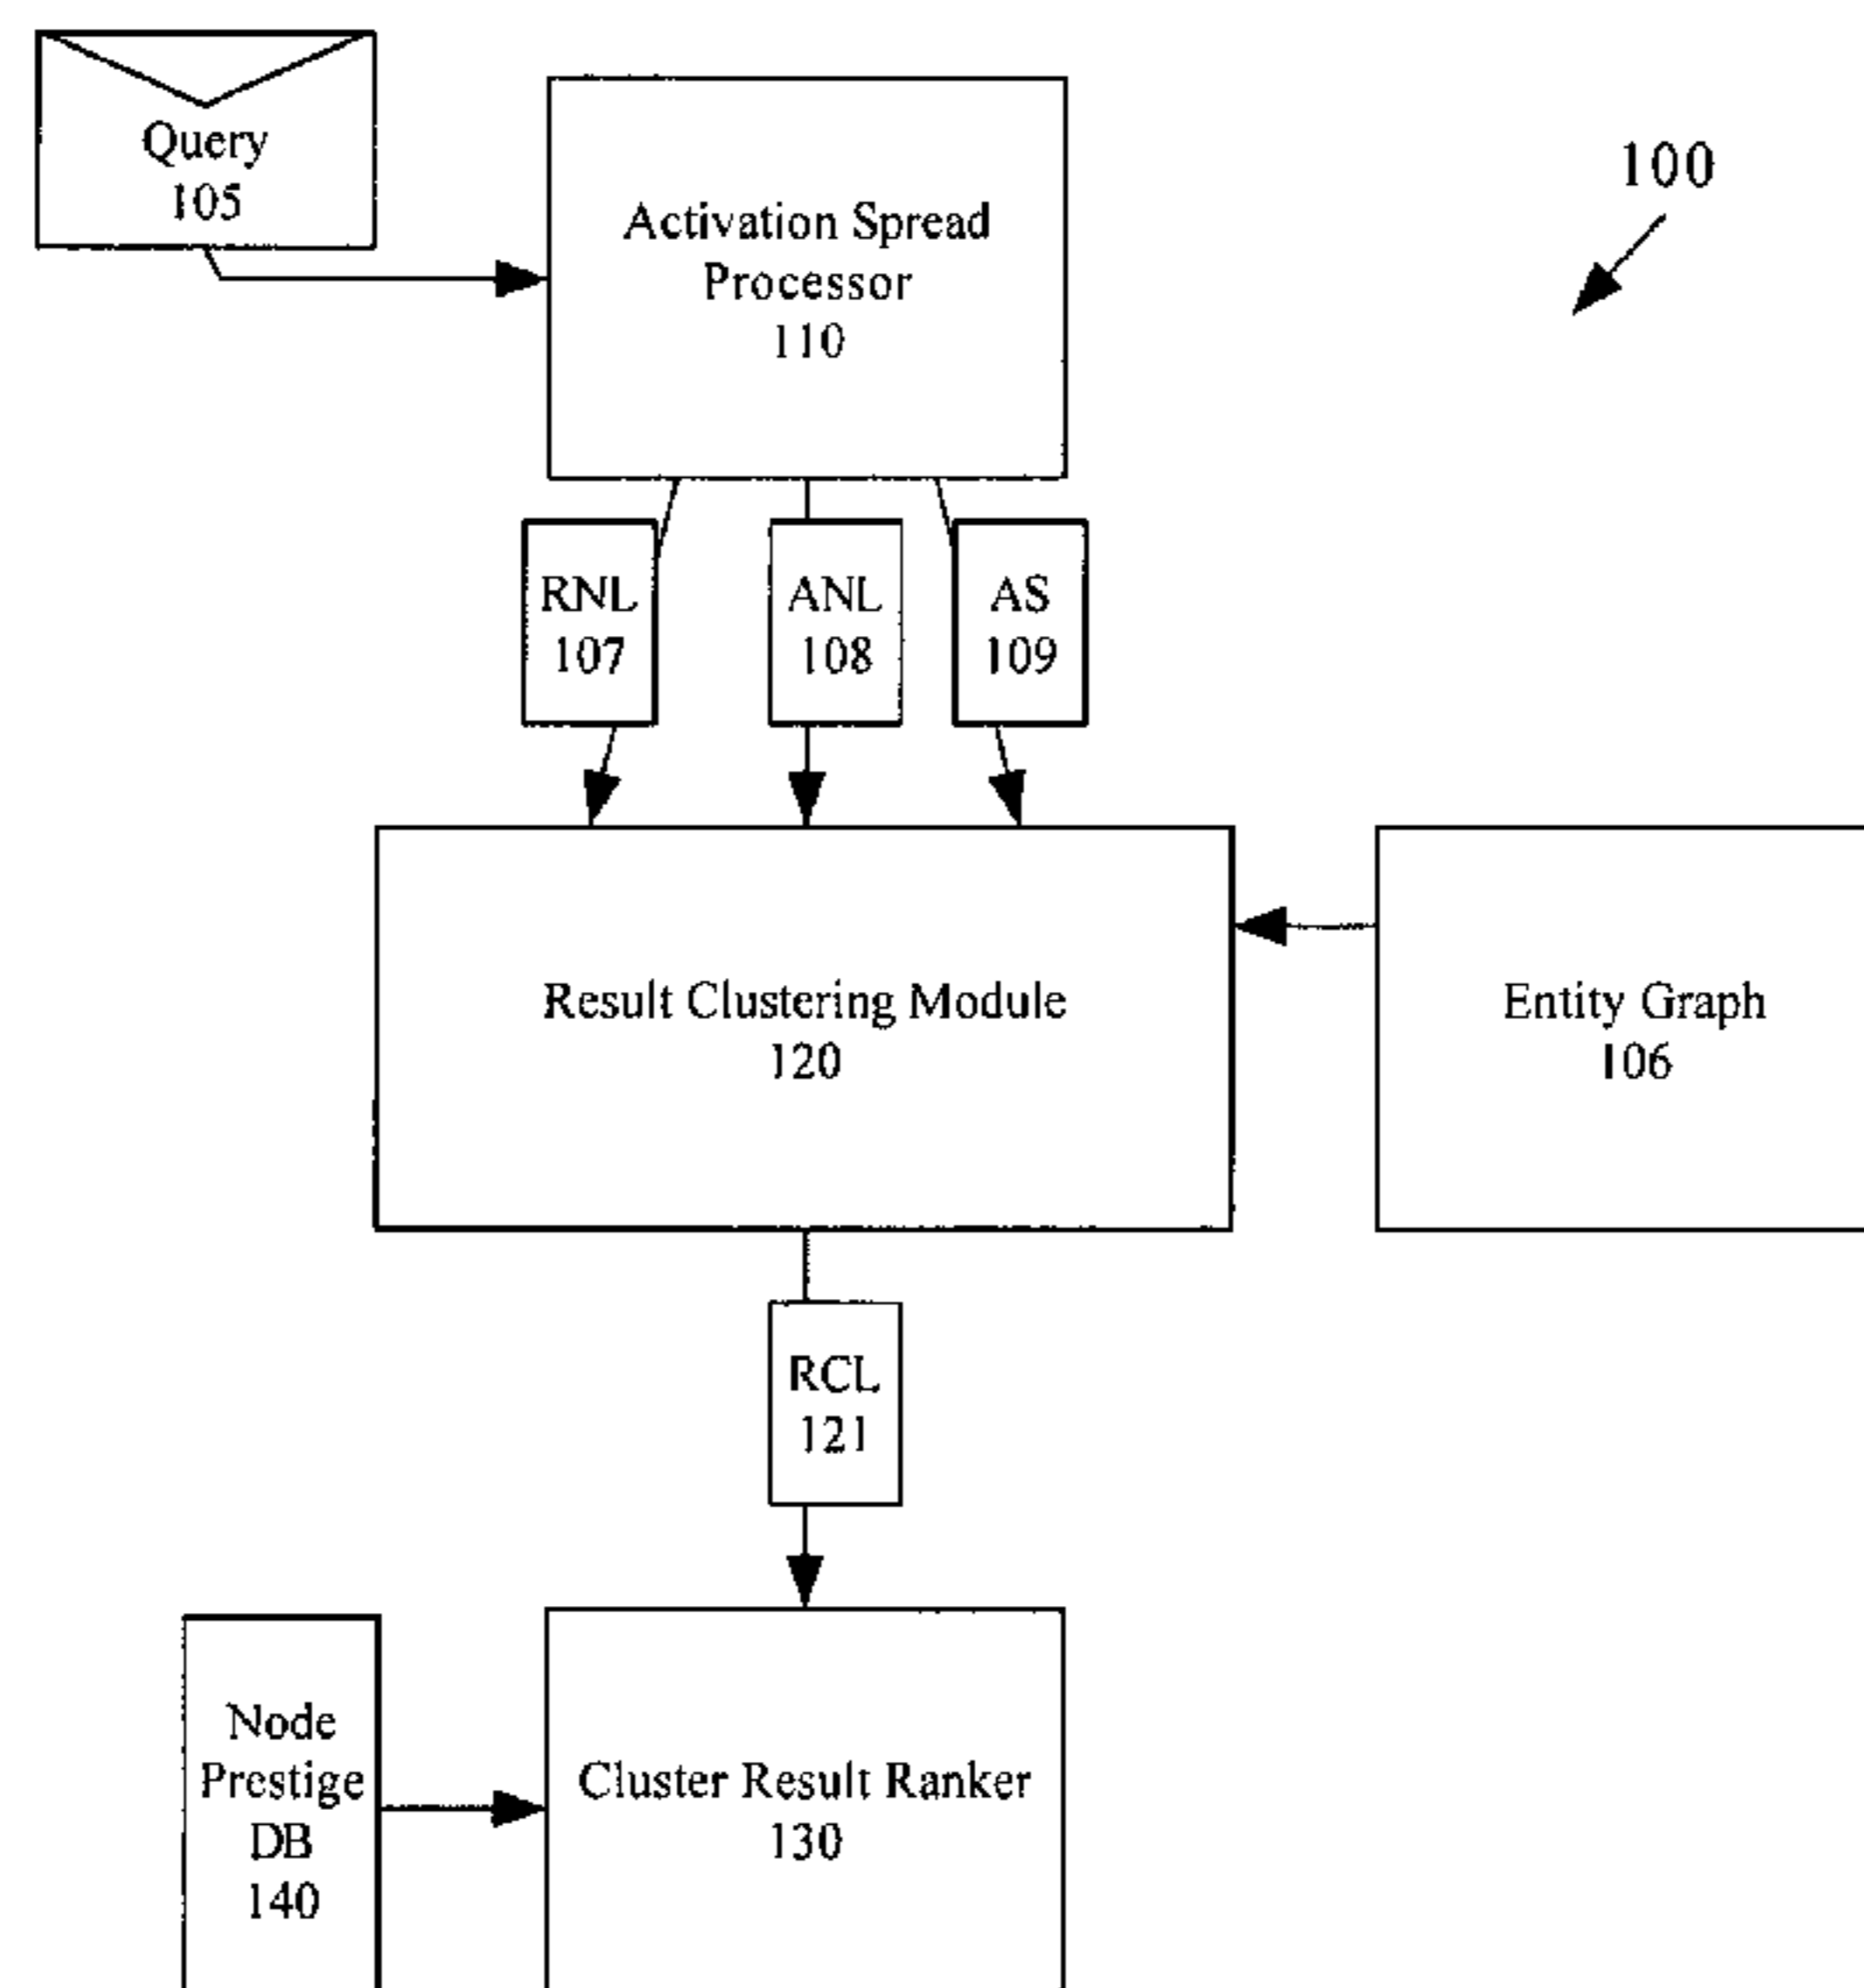 Query
105
Activation Spread
Processor
110
100
RNL
107
ANL
108
AS
109
Result Clustering Module
120
Entity Graph
106
RCL
121
Node
Prestige
DB
140
Cluster Result Ranker
130